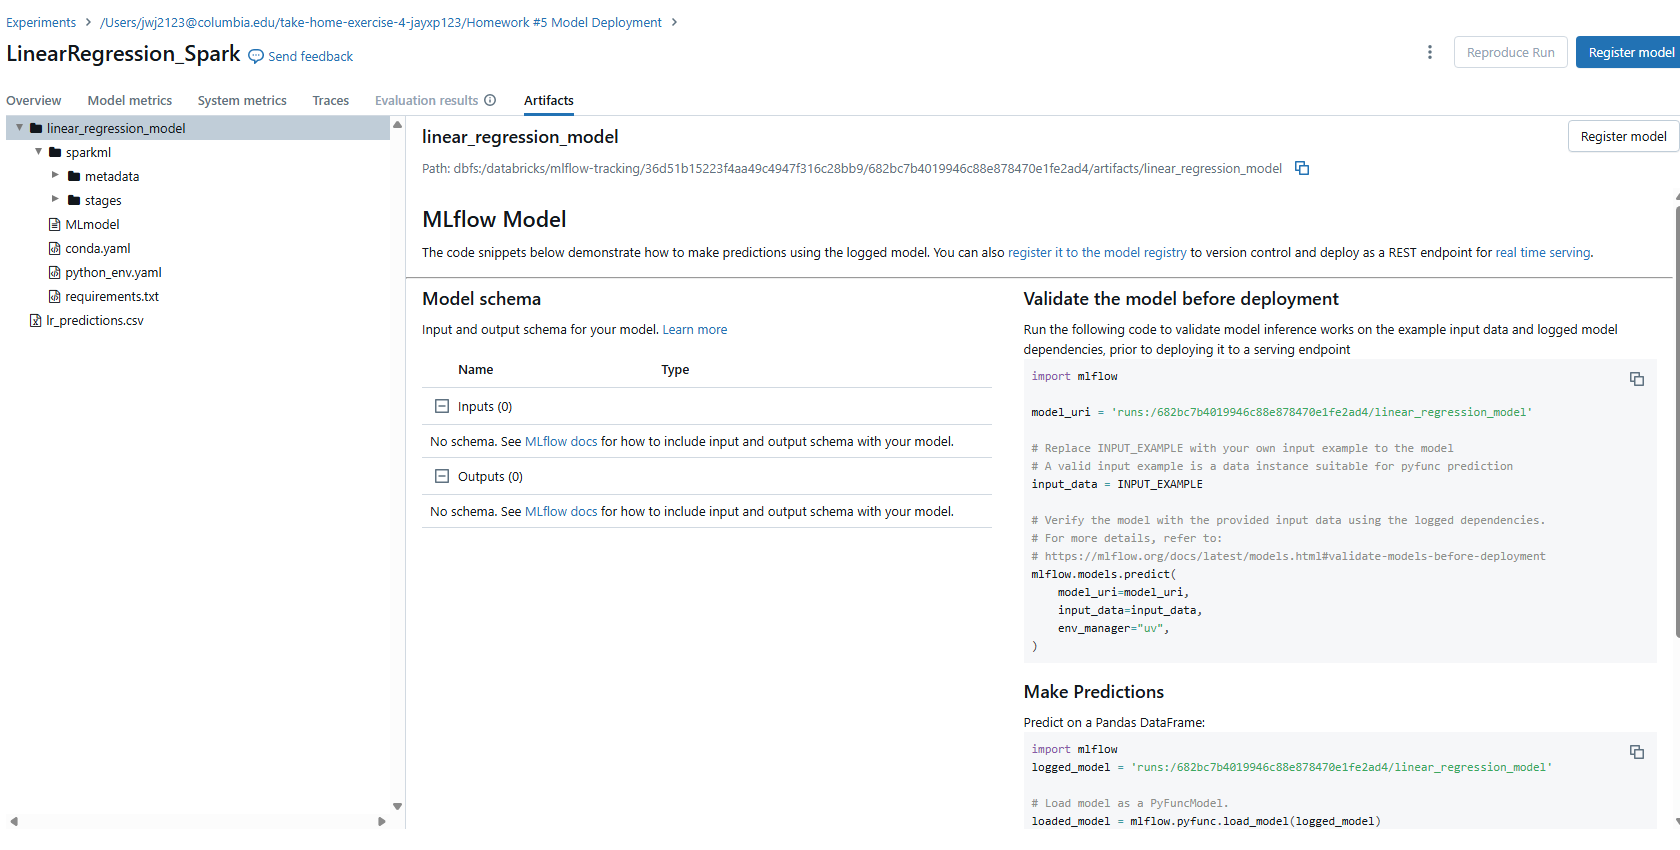 Experiments > /Users/jwj2123@columbia.edu/take-home-exercise-4-jayxp123/Homework #5 Model Deployment >
LinearRegression_Spark Send feedback
Reproduce Run
Register model
Overview Model metrics System metrics Traces Evaluation results Artifacts
linear_regression_model
sparkml
metadata
stages
MLmodel
conda.yaml
python_env.yaml
requirements.txt
lr_predictions.csv
linear_regression_model
Register model
Path: dbfs:/databricks/mlflow-tracking/36d51b15223f4aa49c4947f316c28bb9/682bc7b4019946c88e878470e1fe2ad4/artifacts/linear_regression_model
MLflow Model
The code snippets below demonstrate how to make predictions using the logged model. You can also register it to the model registry to version control and deploy as a REST endpoint for real time serving.
Model schema
Input and output schema for your model. Learn more
Name Type
Inputs (0)
No schema. See MLflow docs for how to include input and output schema with your model.
Outputs (0)
No schema. See MLflow docs for how to include input and output schema with your model.
Validate the model before deployment
Run the following code to validate model inference works on the example input data and logged model
dependencies, prior to deploying it to a serving endpoint
import mlflow
model_uri = 'runs:/682bc7b4019946c88e878470e1fe2ad4/linear_regression_model'
# Replace INPUT_EXAMPLE with your own input example to the model
# A valid input example is a data instance suitable for pyfunc prediction
input_data = INPUT_EXAMPLE
# Verify the model with the provided input data using the logged dependencies.
# For more details, refer to:
# https://mlflow.org/docs/latest/models.html#validate-models-before-deployment
mlflow.models.predict(
model_uri=model_uri,
input_data=input_data,
env_manager="uv",
)
Make Predictions
Predict on a Pandas DataFrame:
import mlflow
logged_model = 'runs:/682bc7b4019946c88e878470e1fe2ad4/linear_regression_model'
# Load model as a PyFuncModel.
loaded_model = mlflow.pyfunc.load_model(logged_model)